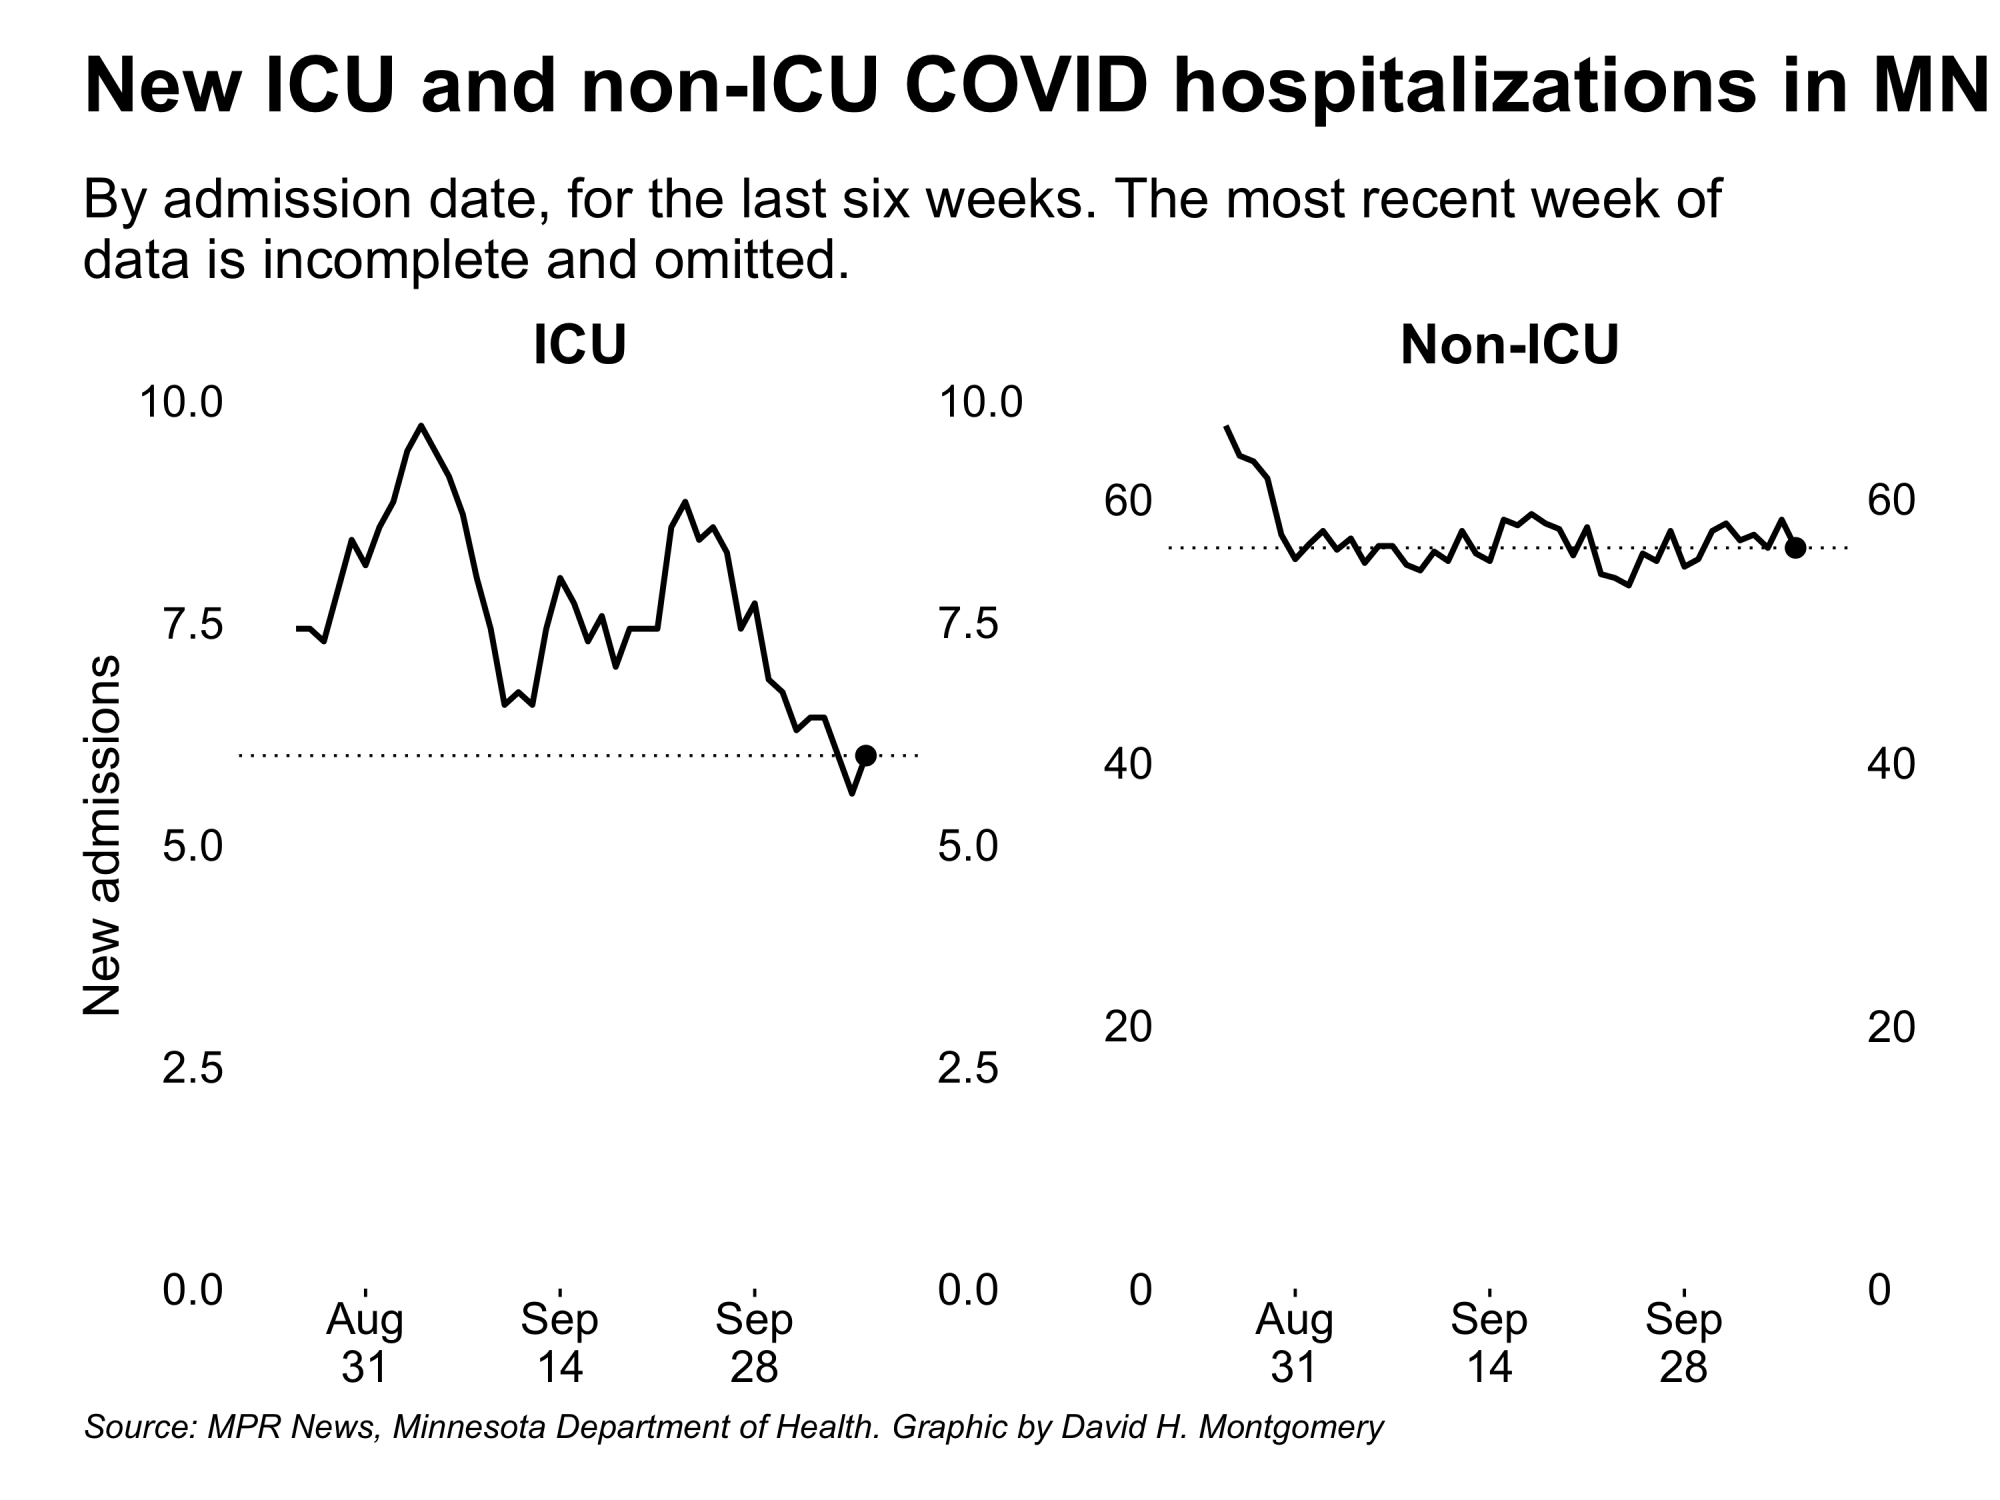 New ICU and non-ICU COVID hospitalizations in MN
By admission date, for the last six weeks. The most recent week of
data is incomplete and omitted.
ICU
Non-ICU
New admissions
10.0
7.5
5.0
2.5
0.0
10.0
7.5
5.0
2.5
0.0
60
40
20
0
60
40
20
0
Aug
31
Sep
14
Sep
28
Aug
31
Sep
14
Sep
28
Source: MPR News, Minnesota Department of Health. Graphic by David H. Montgomery